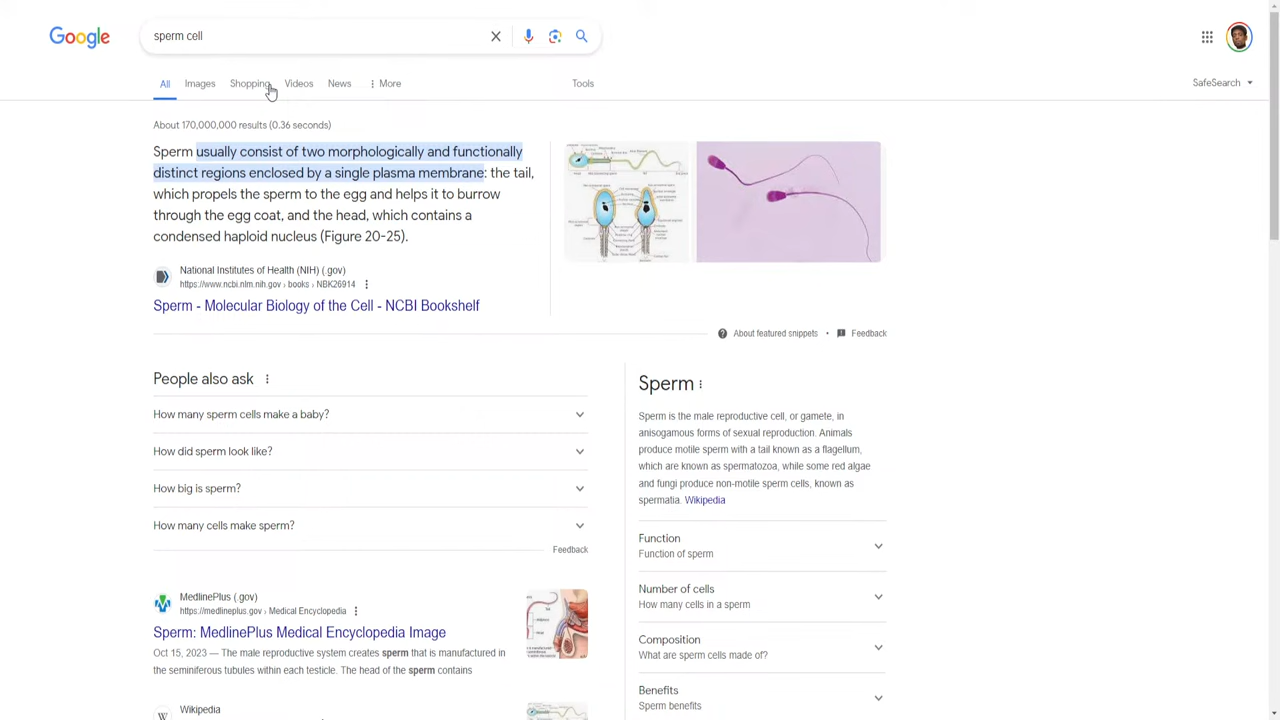 Google
sperm cell
All
Images
Shopping
Videos
News
More
Tools
SafeSearch
About 170,000,000 results (0.36 seconds)
Sperm usually consist of two morphologically and functionally
distinct regions enclosed by a single plasma membrane: the tail,
which propels the sperm to the egg and helps it to burrow
through the egg coat, and the head, which contains a
condensed haploid nucleus (Figure 20-25).
National Institutes of Health (NIH) (.gov)
https://www.ncbi.nlm.nih.gov › books › NBK26914
Sperm - Molecular Biology of the Cell - NCBI Bookshelf
About featured snippets
•
Feedback
People also ask
How many sperm cells make a baby?
How did sperm look like?
How big is sperm?
How many cells make sperm?
Feedback
MedlinePlus (.gov)
https://medlineplus.gov › Medical Encyclopedia
Sperm: MedlinePlus Medical Encyclopedia Image
Oct 15, 2023 — The male reproductive system creates sperm that is manufactured in
the seminiferous tubules within each testicle. The head of the sperm contains
W
Wikipedia
Sperm
Sperm is the male reproductive cell, or gamete, in
anisogamous forms of sexual reproduction. Animals
produce motile sperm with a tail known as a flagellum,
which are known as spermatozoa, while some red algae
and fungi produce non-motile sperm cells, known as
spermatia. Wikipedia
Function
Function of sperm
Number of cells
How many cells in a sperm
Composition
What are sperm cells made of?
Benefits
Sperm benefits